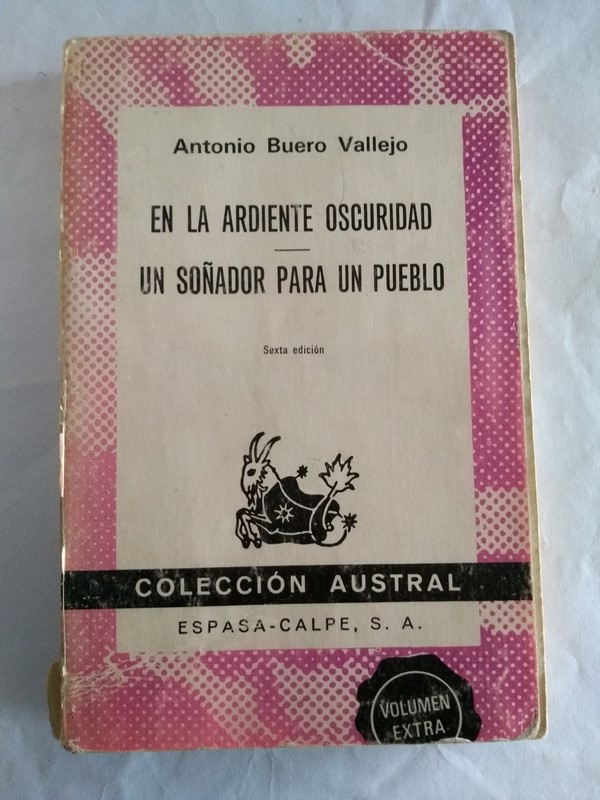 Antonio Buero Vallejo
EN LA ARDIENTE OSCURIDAD
UN SOÑADOR PARA UN PUEBLO
Sexta edición
COLECCIÓN AUSTRAL
ESPASA-CALPE, S. A.
VOLUMEN
EXTRA